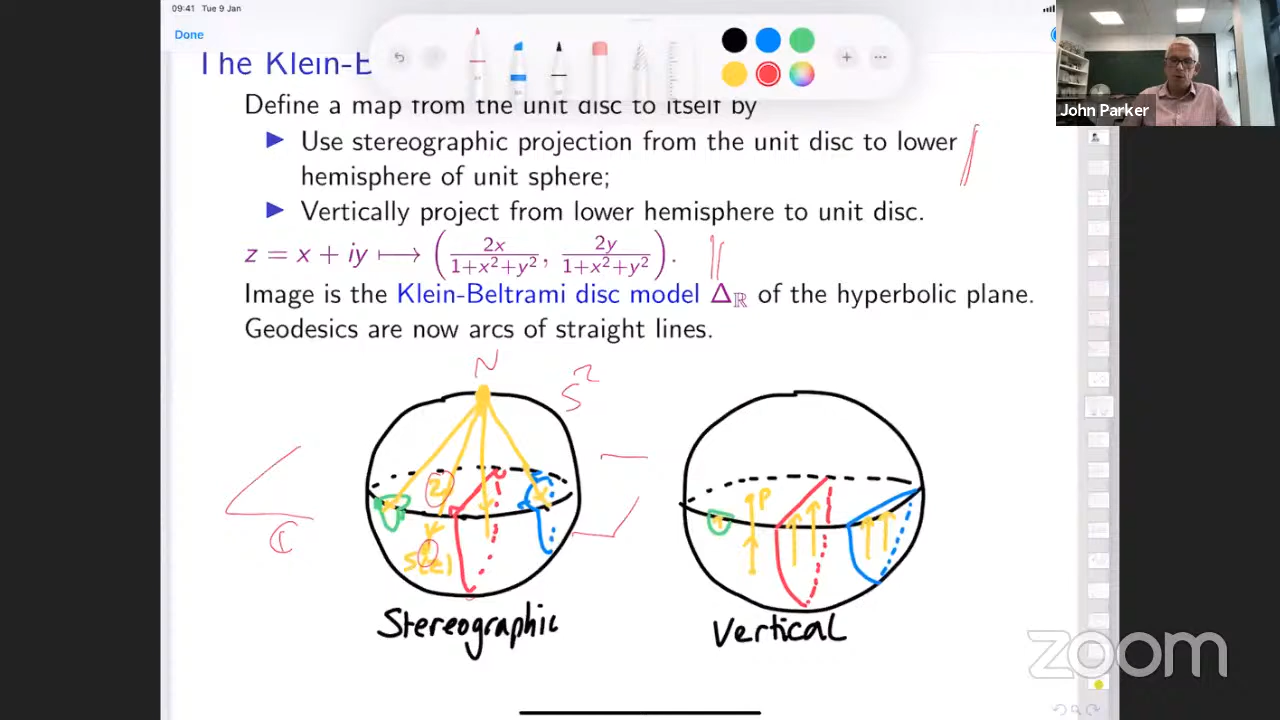 09:41 Tue 9 Jan
Done
The Klein-B
Define a map from the unit disc to itself by
▶ Use stereographic projection from the unit disc to lower
hemisphere of unit sphere;
▶ Vertically project from lower hemisphere to unit disc.
z = x + iy ⟼ (2x/(1+x²+y²), 2y/(1+x²+y²)).
Image is the Klein-Beltrami disc model Δ_ℝ of the hyperbolic plane.
Geodesics are now arcs of straight lines.
N
S²
z
P
ℂ
S(z)
Stereographic
Vertical
John Parker
zoom